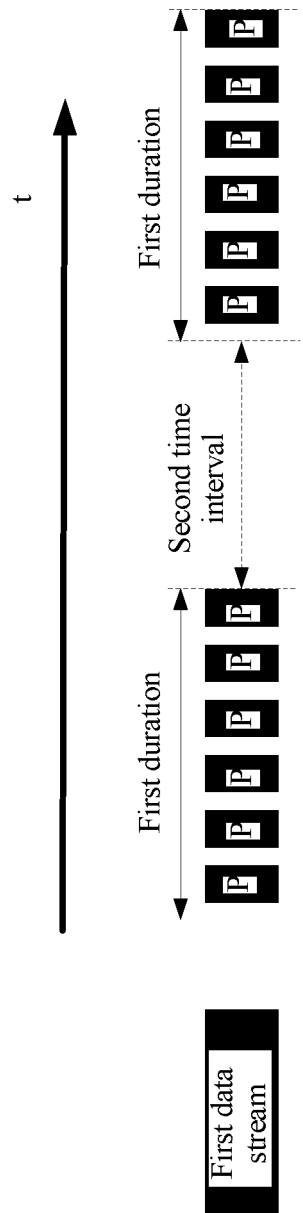 t
First duration
Second time
interval
First duration
First data
stream
P
P
P
P
P
P
P
P
P
P
P
P